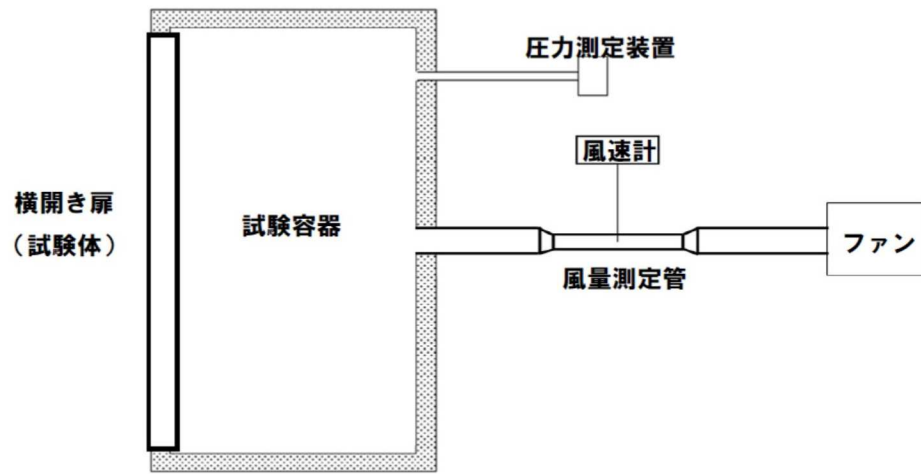 圧力測定装置
風速計
横開き扉
（試験体）
試験容器
ファン
風量測定管